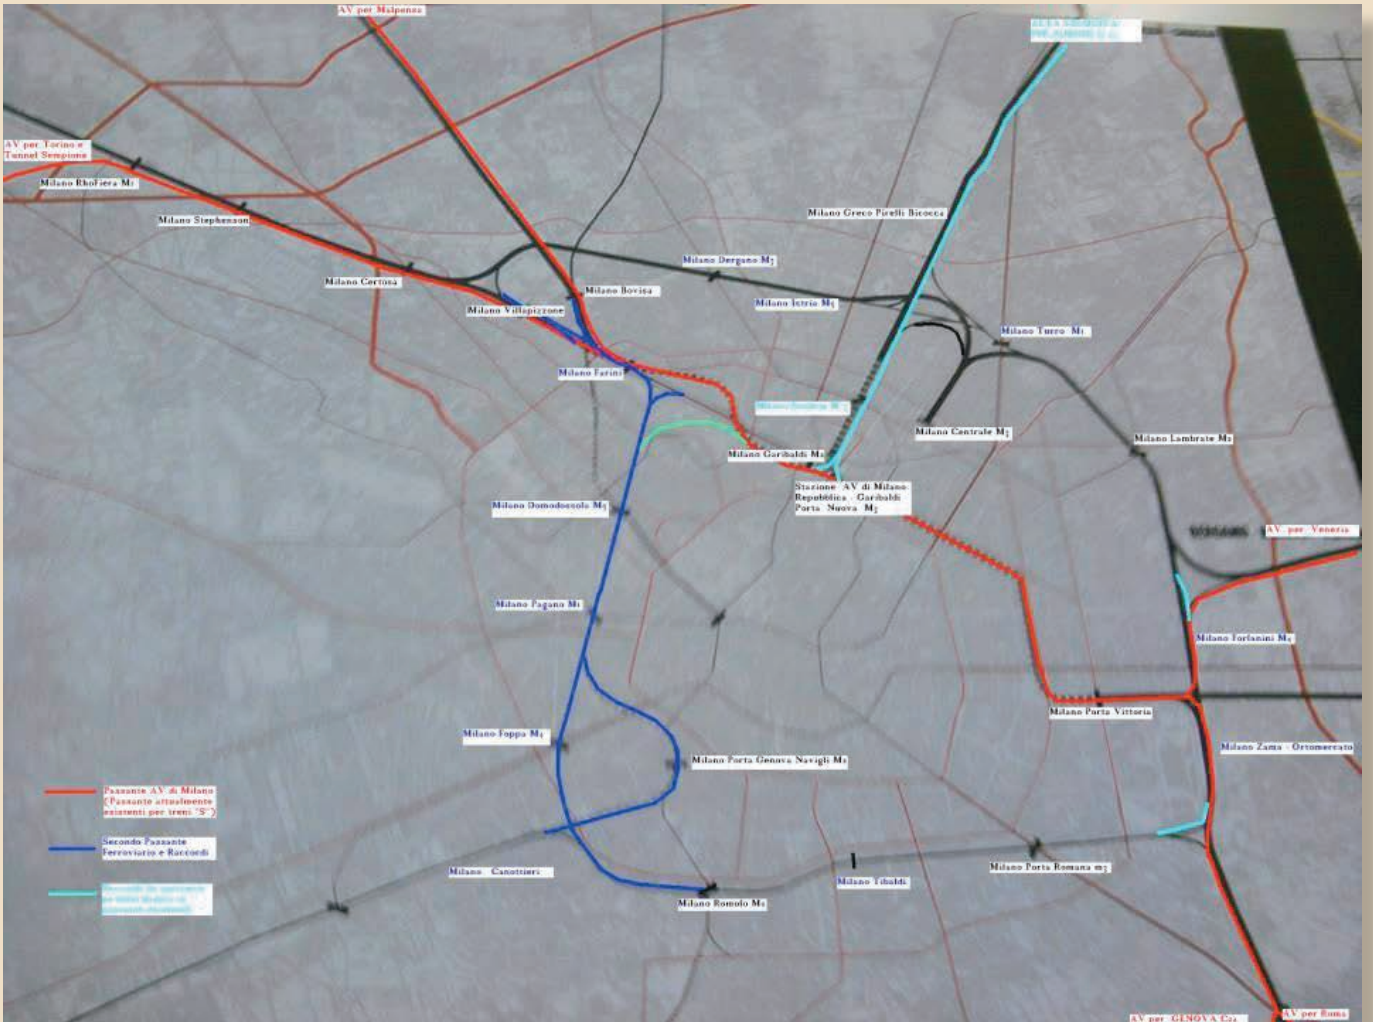 AV per Malpensa
AV per Torino e
Tunnel Sempione
Milano RhoFiera M1
Milano Stephenson
Milano Greco Pirelli Bicocca
Milano Certosa
Milano Dergano M3
Milano Bovisa
Milano Istria M5
Milano Villapizzone
Milano Turro M1
Milano Farini
Milano Centrale M3
Milano Lambrate M2
Milano Garibaldi M2
Stazione AV di Milano
Repubblica - Garibaldi
Porta Nuova M3
Milano Domodossola M5
AV per Venezia
Milano Pagano M1
Milano Forlanini M4
Milano Porta Vittoria
Milano Foppa M4
Milano Zama - Ortomercato
Milano Porta Genova Navigli M2
Passante AV di Milano
(Passante attualmente
esistenti per treni "S")
Secondo Passante
Ferroviario e Raccordi
Milano Canottieri
Milano Tibaldi
Milano Porta Romana m3
Milano Romolo M2
AV per GENOVA
AV per Roma